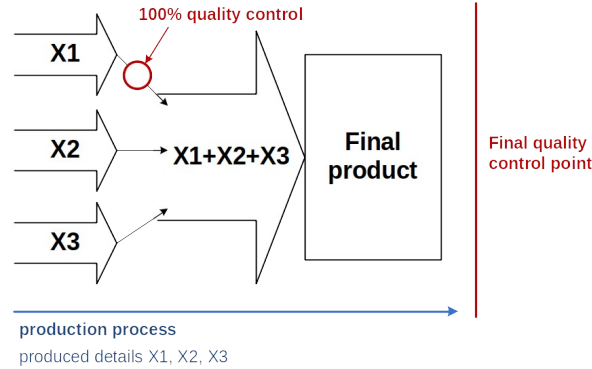 100% quality control
X1
X2
X1+X2+X3
X3
Final
product
Final quality
control point
production process
produced details X1, X2, X3